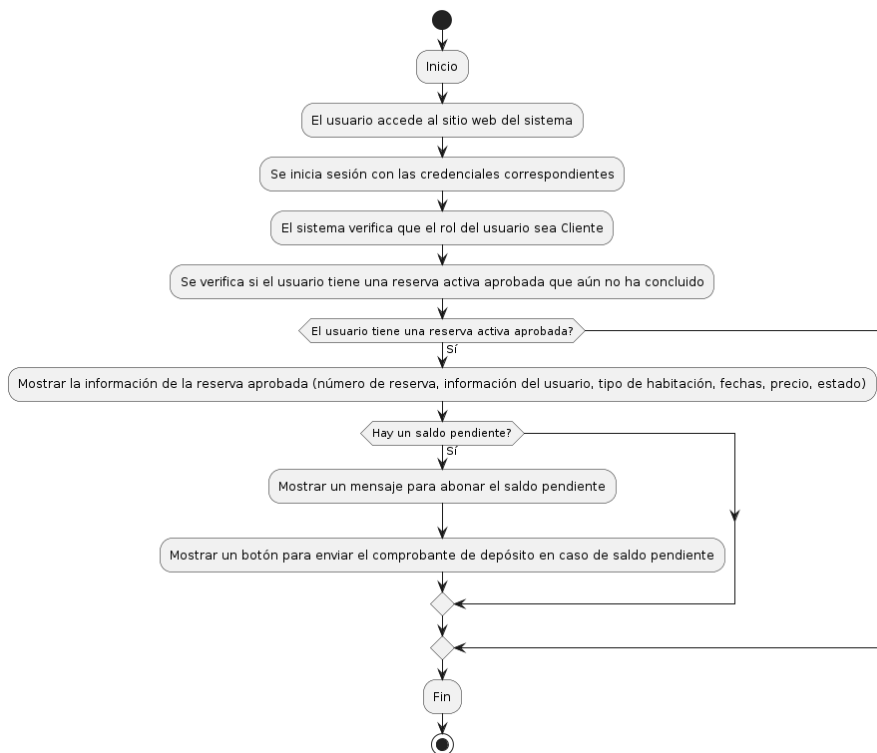 Inicio
El usuario accede al sitio web del sistema
Se inicia sesión con las credenciales correspondientes
El sistema verifica que el rol del usuario sea Cliente
Se verifica si el usuario tiene una reserva activa aprobada que aún no ha concluido
El usuario tiene una reserva activa aprobada?
Sí
Mostrar la información de la reserva aprobada (número de reserva, información del usuario, tipo de habitación, fechas, precio, estado)
Hay un saldo pendiente?
Sí
Mostrar un mensaje para abonar el saldo pendiente
Mostrar un botón para enviar el comprobante de depósito en caso de saldo pendiente
Fin